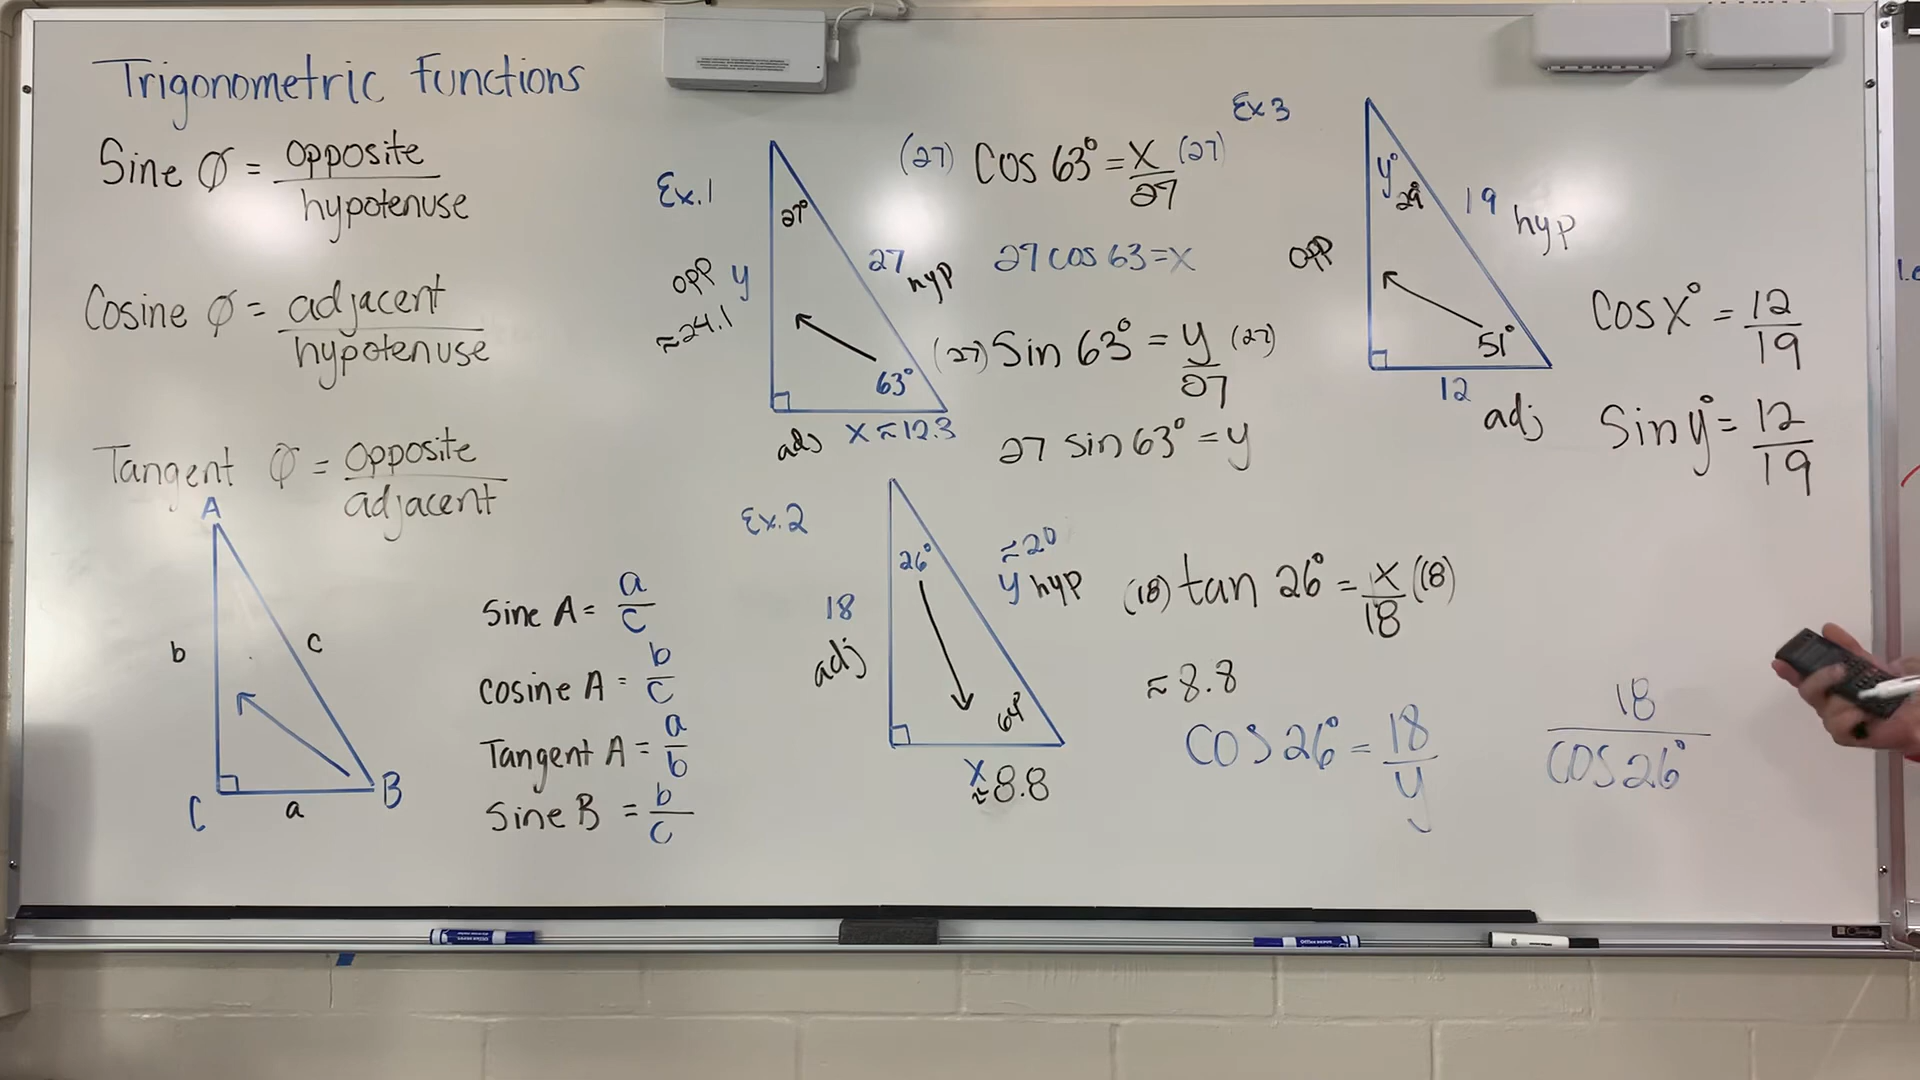 Trigonometric Functions
Sine Ø = opposite / hypotenuse
Cosine Ø = adjacent / hypotenuse
Tangent Ø = opposite / adjacent
A
b
c
C
a
B
Sine A = a/c
Cosine A = b/c
Tangent A = a/b
Sine B = b/c
Ex.1
27°
opp y
≈24.1
27
hyp
63°
adj x ≈ 12.3
(27) Cos 63° = x/27 (27)
27 cos 63 = x
(27) Sin 63° = y/27 (27)
27 sin 63° = y
Ex.2
26°
18
adj
≈20
y hyp
64°
x
≈8.8
(18) tan 26° = x/18 (18)
≈ 8.8
Cos 26° = 18/y
18 / cos 26°
Ex 3
y°
19
hyp
opp
51°
12
adj
Cos x° = 12/19
Sin y° = 12/19